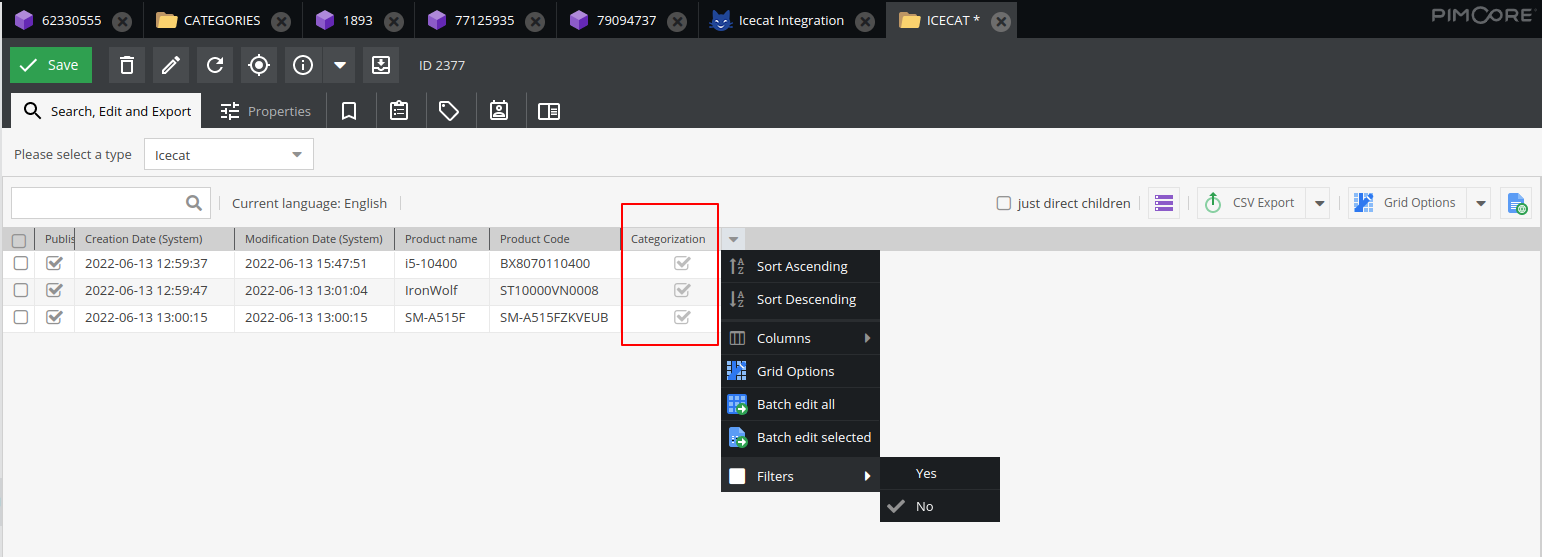 62330555 CATEGORIES 1893 77125935 79094737 Icecat Integration ICECAT * PIMCORE
Save ID 2377
Search, Edit and Export Properties
Please select a type Icecat
Current language: English just direct children CSV Export Grid Options
Publis Creation Date (System) Modification Date (System) Product name Product Code Categorization
2022-06-13 12:59:37 2022-06-13 15:47:51 i5-10400 BX8070110400
2022-06-13 12:59:47 2022-06-13 13:01:04 IronWolf ST10000VN0008
2022-06-13 13:00:15 2022-06-13 13:00:15 SM-A515F SM-A515FZKVEUB
Sort Ascending
Sort Descending
Columns
Grid Options
Batch edit all
Batch edit selected
Filters
Yes
No